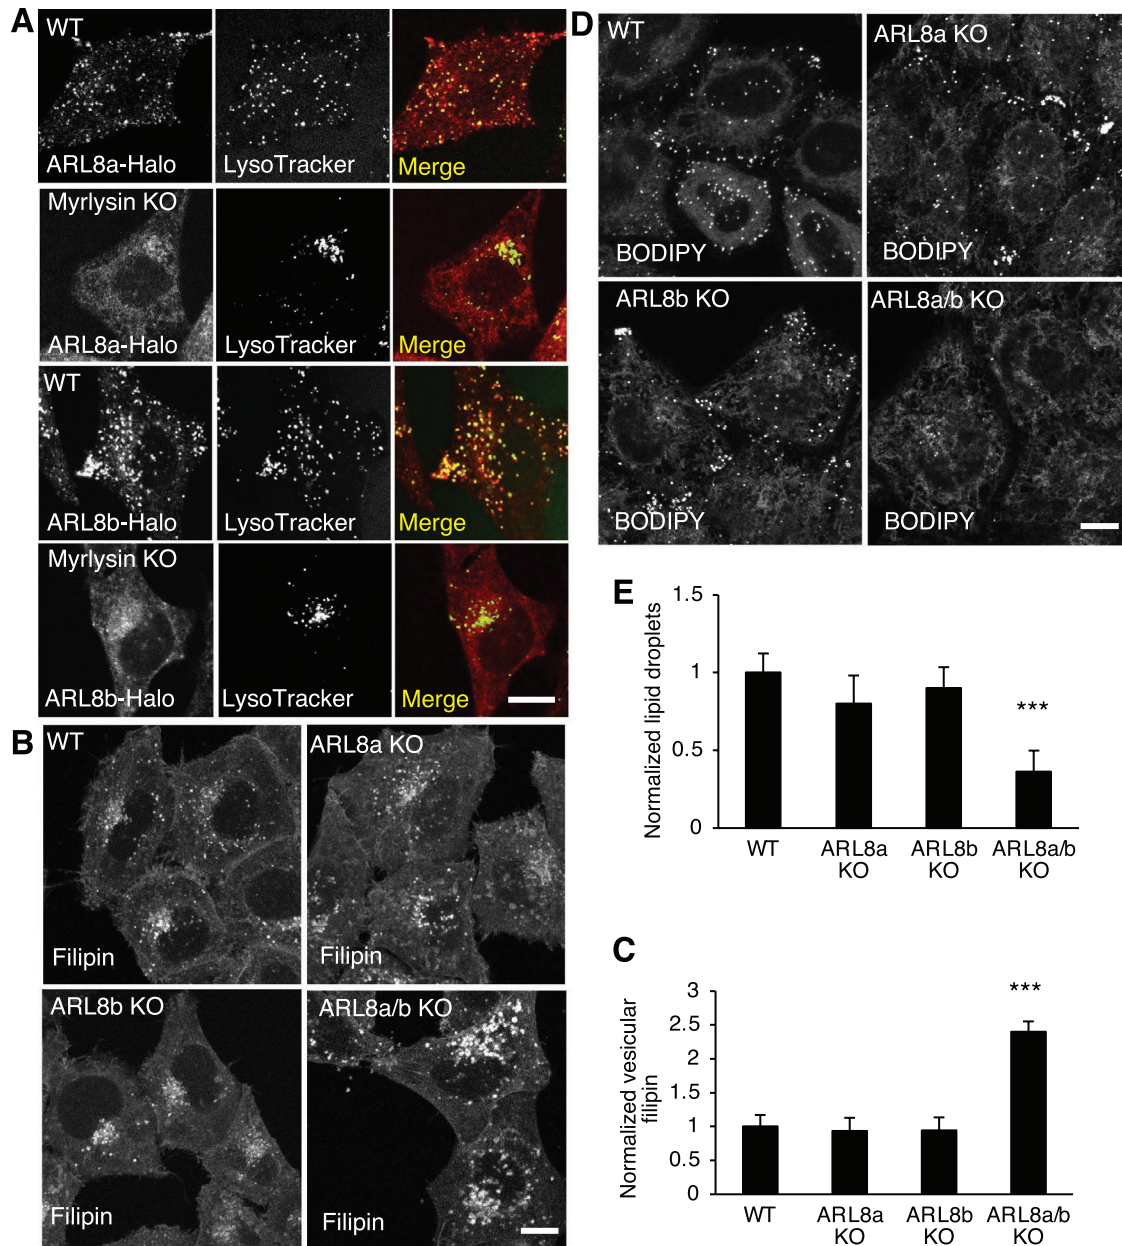 A
WT
ARL8a-Halo
LysoTracker
Merge
Myrlysin KO
ARL8a-Halo
LysoTracker
Merge
WT
ARL8b-Halo
LysoTracker
Merge
Myrlysin KO
ARL8b-Halo
LysoTracker
Merge
B
WT
Filipin
ARL8a KO
Filipin
ARL8b KO
Filipin
ARL8a/b KO
Filipin
D
WT
BODIPY
ARL8a KO
BODIPY
ARL8b KO
BODIPY
ARL8a/b KO
BODIPY
E
Normalized lipid droplets
1.5
1
0.5
0
***
WT
ARL8a
KO
ARL8b
KO
ARL8a/b
KO
C
Normalized vesicular
filipin
3
2.5
2
1.5
1
0.5
0
***
WT
ARL8a
KO
ARL8b
KO
ARL8a/b
KO